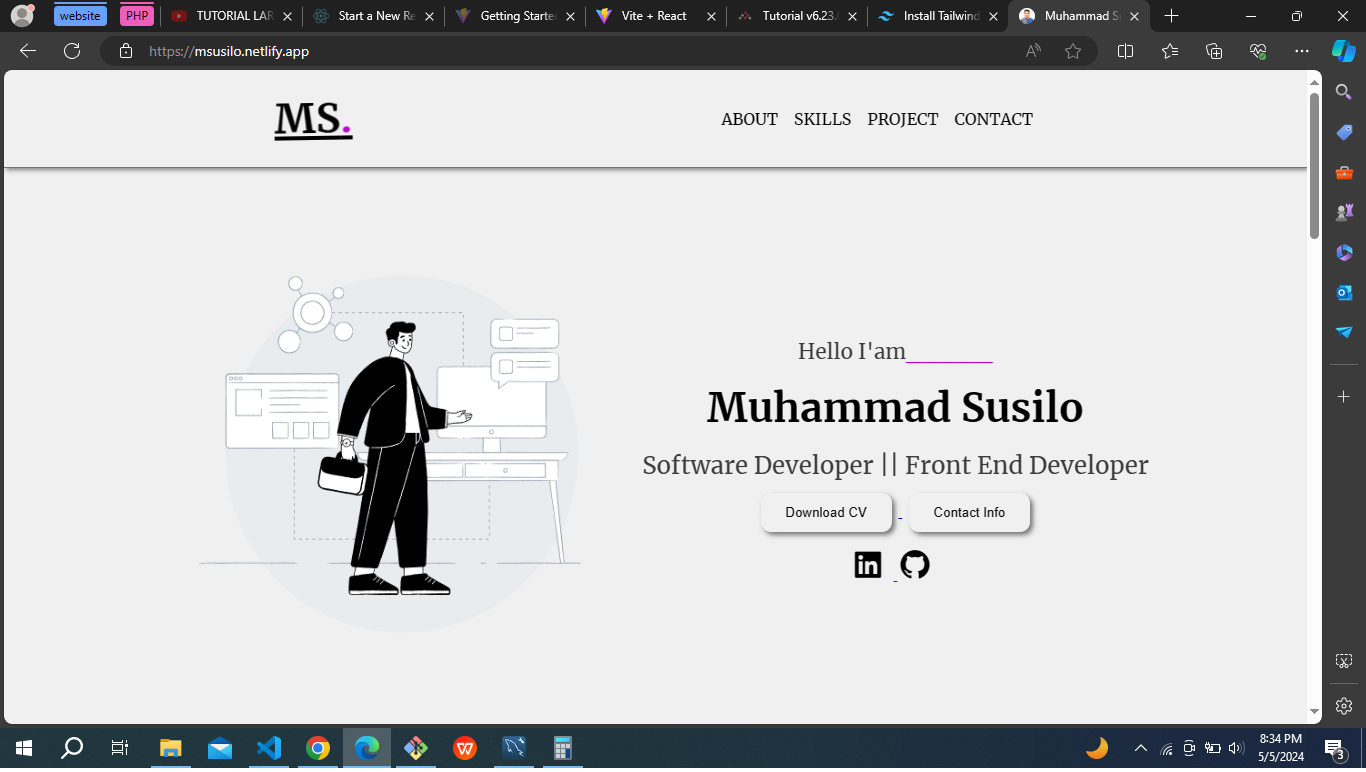 website
PHP
TUTORIAL LAR
Start a New Re
Getting Starte
Vite + React
Tutorial v6.23.
Install Tailwind
Muhammad S
https://msusilo.netlify.app
MS.
ABOUT SKILLS PROJECT CONTACT
Hello I'am
Muhammad Susilo
Software Developer || Front End Developer
Download CV
Contact Info
in
8:34 PM
5/5/2024
3